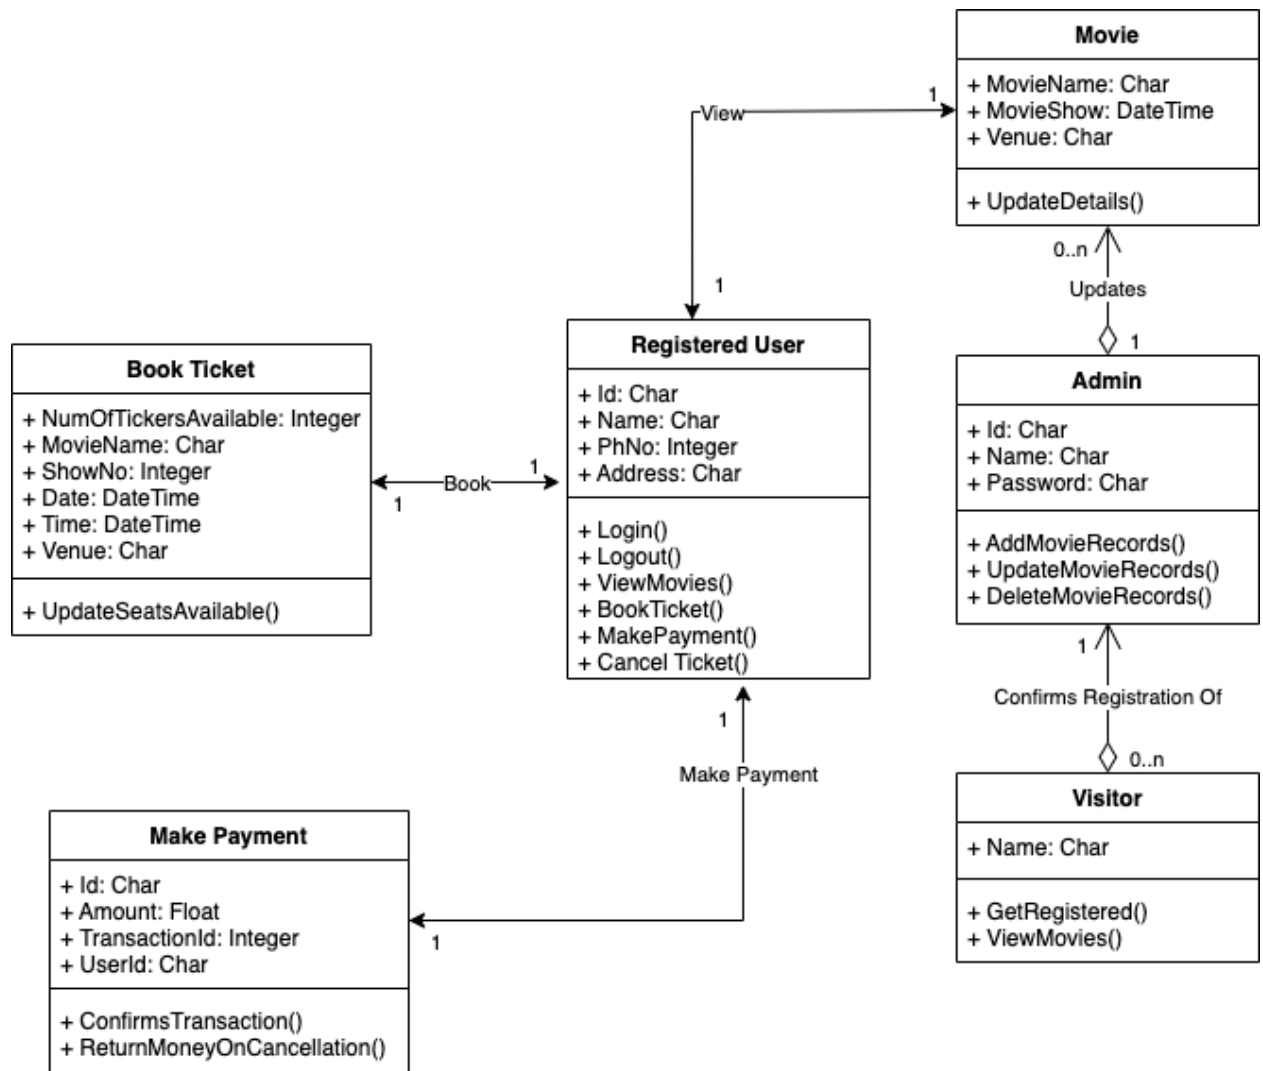 Movie
+ MovieName: Char
+ MovieShow: DateTime
+ Venue: Char
+ UpdateDetails()
1
View
1
0..n
Updates
1
Registered User
+ Id: Char
+ Name: Char
+ PhNo: Integer
+ Address: Char
+ Login()
+ Logout()
+ ViewMovies()
+ BookTicket()
+ MakePayment()
+ Cancel Ticket()
Book Ticket
+ NumOfTickersAvailable: Integer
+ MovieName: Char
+ ShowNo: Integer
+ Date: DateTime
+ Time: DateTime
+ Venue: Char
+ UpdateSeatsAvailable()
1
Book
1
Admin
+ Id: Char
+ Name: Char
+ Password: Char
+ AddMovieRecords()
+ UpdateMovieRecords()
+ DeleteMovieRecords()
1
Confirms Registration Of
0..n
1
Make Payment
1
Visitor
+ Name: Char
+ GetRegistered()
+ ViewMovies()
Make Payment
+ Id: Char
+ Amount: Float
+ TransactionId: Integer
+ UserId: Char
+ ConfirmsTransaction()
+ ReturnMoneyOnCancellation()